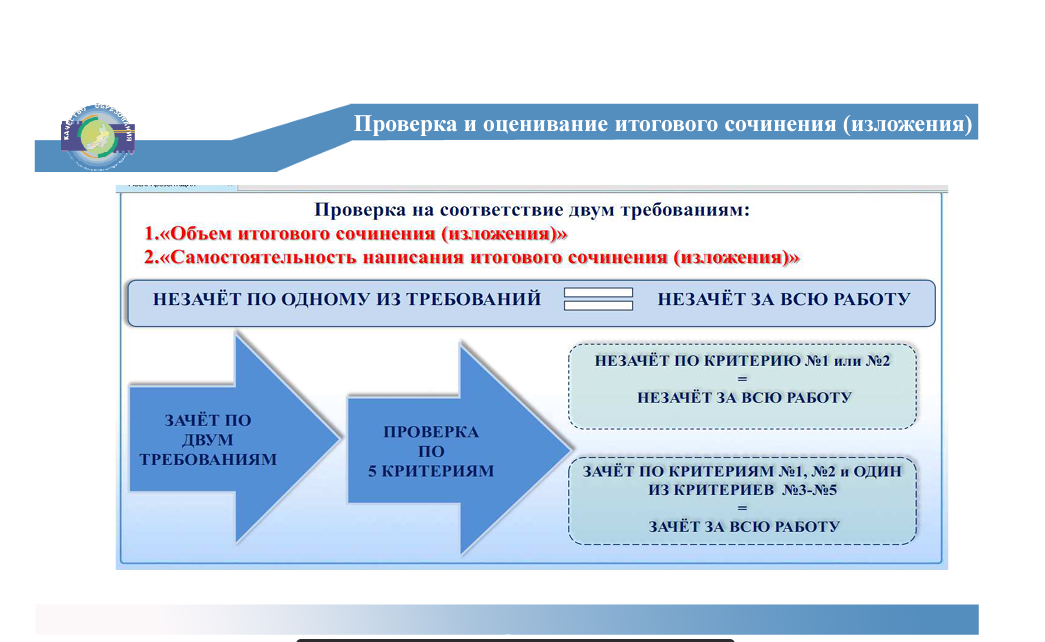 КАЧЕСТВО ОБРАЗОВАНИЯ
Проверка и оценивание итогового сочинения (изложения)
Проверка на соответствие двум требованиям:
1.«Объем итогового сочинения (изложения)»
2.«Самостоятельность написания итогового сочинения (изложения)»
НЕЗАЧЁТ ПО ОДНОМУ ИЗ ТРЕБОВАНИЙ НЕЗАЧЁТ ЗА ВСЮ РАБОТУ
ЗАЧЁТ ПО
ДВУМ
ТРЕБОВАНИЯМ
ПРОВЕРКА
ПО
5 КРИТЕРИЯМ
НЕЗАЧЁТ ПО КРИТЕРИЮ №1 или №2
=
НЕЗАЧЁТ ЗА ВСЮ РАБОТУ
ЗАЧЁТ ПО КРИТЕРИЯМ №1, №2 и ОДИН
ИЗ КРИТЕРИЕВ №3-№5
=
ЗАЧЁТ ЗА ВСЮ РАБОТУ